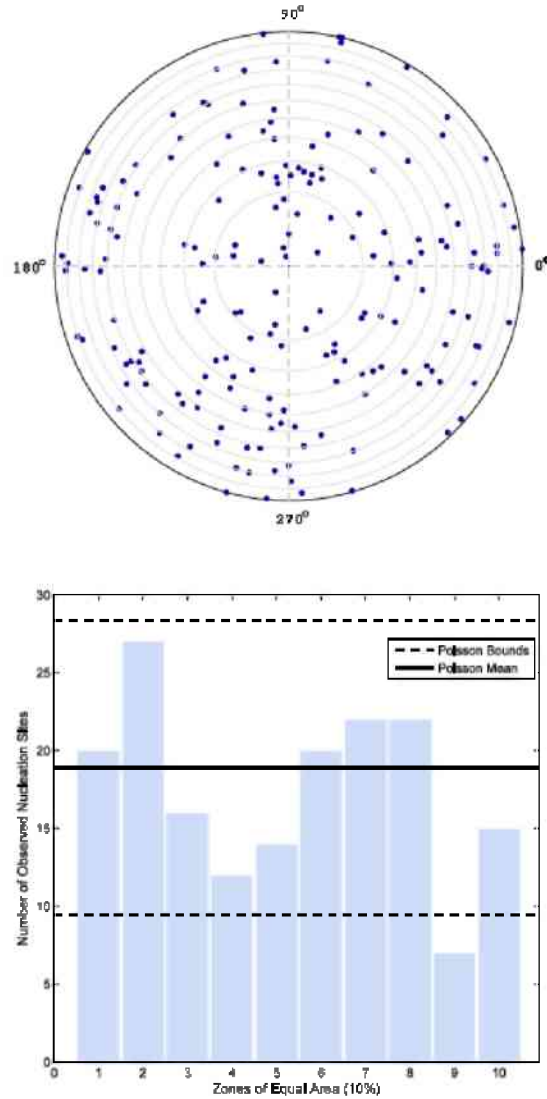 90°
180°
0°
270°
30
25
20
15
10
5
0
Number of Observed Nucleation Sites
Poisson Bounds
Poisson Mean
0 1 2 3 4 5 6 7 8 9 10
Zones of Equal Area (10%)